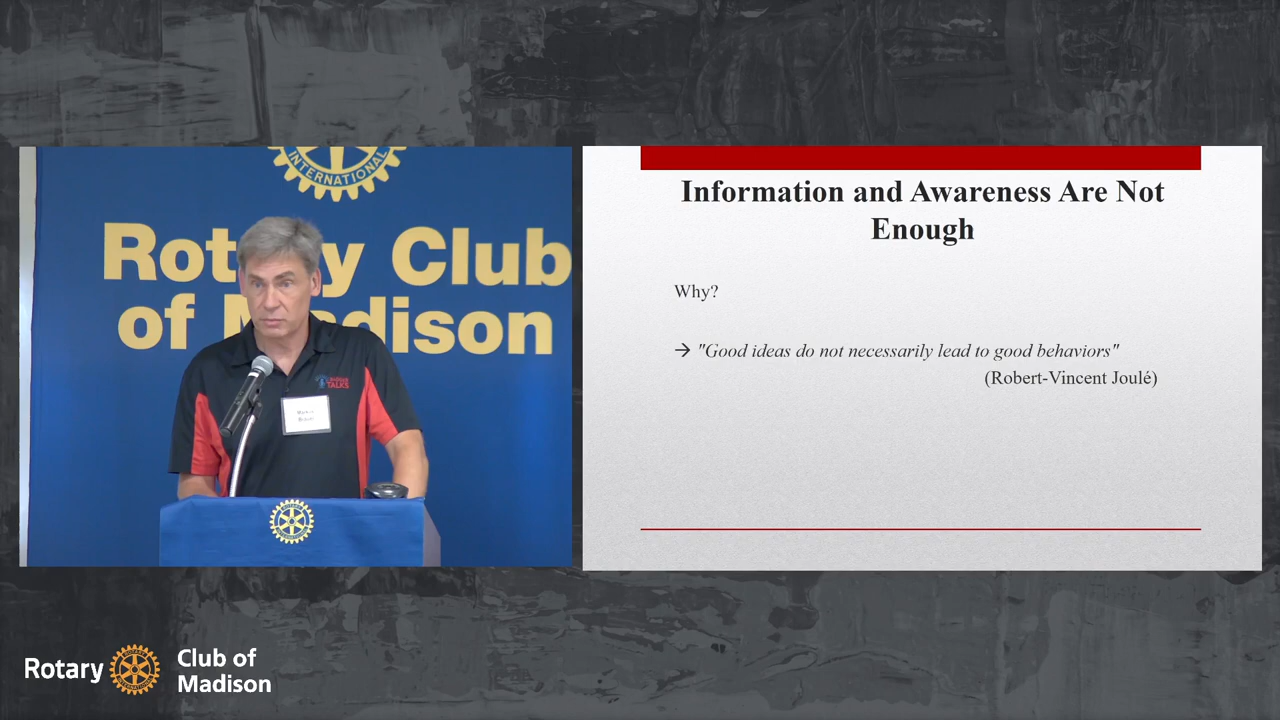 INTERNATIONAL
Rotary Club
of Madison
TALKS
Information and Awareness Are Not
Enough
Why?
→ "Good ideas do not necessarily lead to good behaviors"
(Robert-Vincent Joulé)
Rotary
Club of
Madison